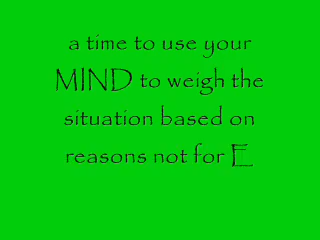 a time to use your
MIND to weigh the
situation based on
reasons not for E